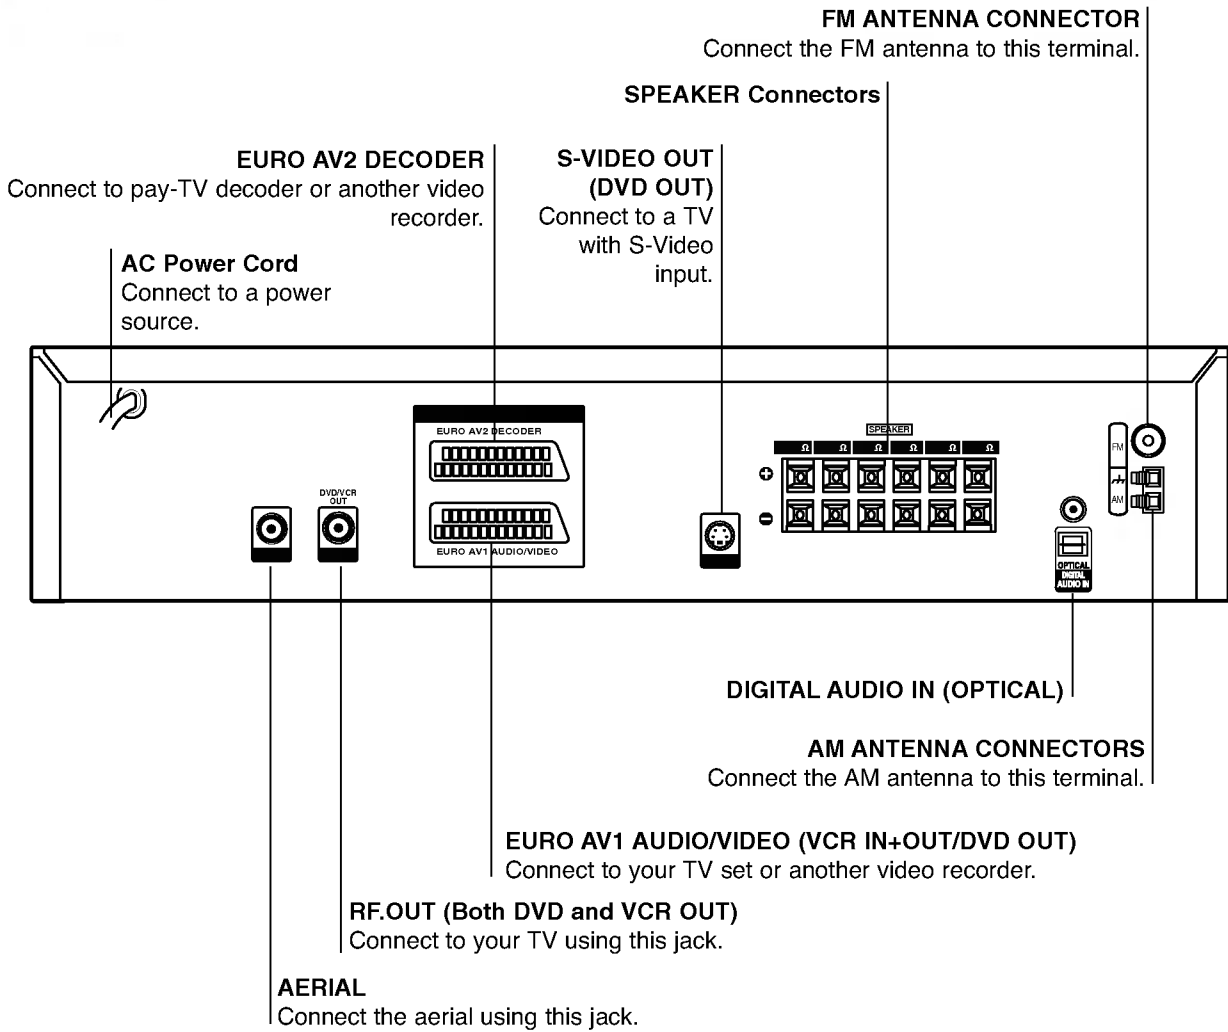 FM ANTENNA CONNECTOR
Connect the FM antenna to this terminal.
SPEAKER Connectors
EURO AV2 DECODER
Connect to pay-TV decoder or another video
recorder.
S-VIDEO OUT
(DVD OUT)
Connect to a TV
with S-Video
input.
AC Power Cord
Connect to a power
source.
EURO AV2 DECODER
SPEAKER
Ω Ω Ω Ω Ω Ω
FM
AM
DVD/VCR
OUT
EURO AV1 AUDIO/VIDEO
OPTICAL
DIGITAL
AUDIO IN
DIGITAL AUDIO IN (OPTICAL)
AM ANTENNA CONNECTORS
Connect the AM antenna to this terminal.
EURO AV1 AUDIO/VIDEO (VCR IN+OUT/DVD OUT)
Connect to your TV set or another video recorder.
RF.OUT (Both DVD and VCR OUT)
Connect to your TV using this jack.
AERIAL
Connect the aerial using this jack.